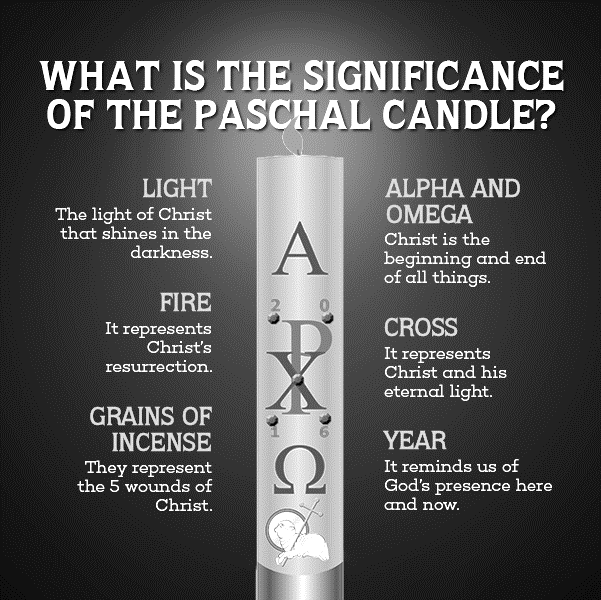 WHAT IS THE SIGNIFICANCE
OF THE PASCHAL CANDLE?
LIGHT
The light of Christ
that shines in the
darkness.
FIRE
It represents
Christ's
resurrection.
GRAINS OF
INCENSE
They represent
the 5 wounds of
Christ.
Α
2 0
☧
1 6
Ω
ALPHA AND
OMEGA
Christ is the
beginning and end
of all things.
CROSS
It represents
Christ and his
eternal light.
YEAR
It reminds us of
God's presence here
and now.